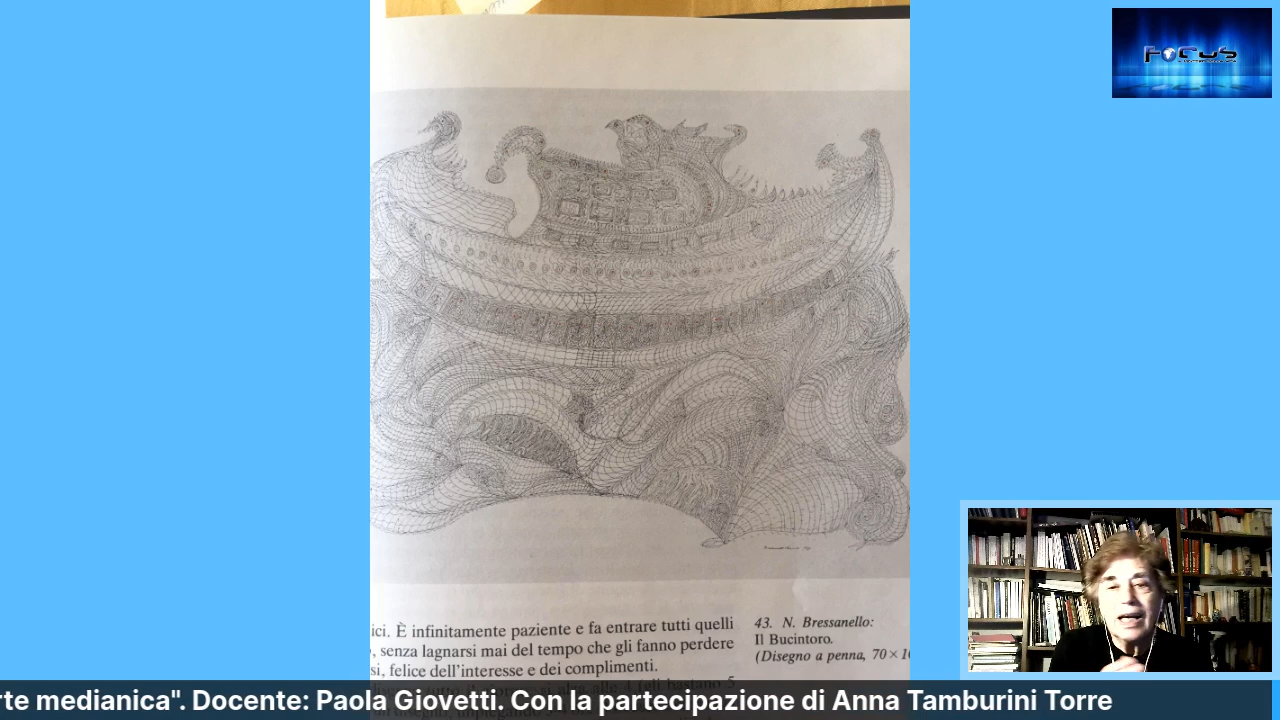 FOCUS
ici. È infinitamente paziente e fa entrare tutti quelli
, senza lagnarsi mai del tempo che gli fanno perdere
si, felice dell'interesse e dei complimenti.
43. N. Bressanello:
Il Bucintoro.
(Disegno a penna, 70×1
rte medianica". Docente: Paola Giovetti. Con la partecipazione di Anna Tamburini Torre